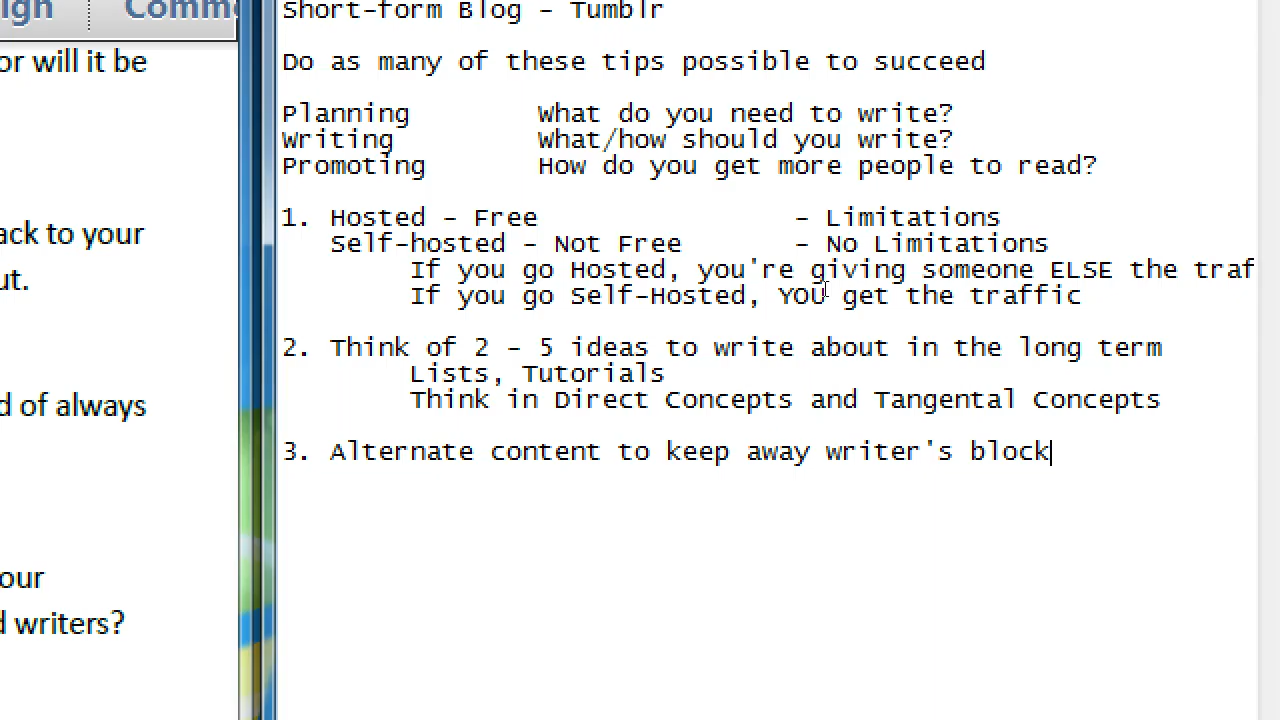 ign
Comme
or will it be
ack to your
ut.
d of always
our
d writers?
Short-form Blog - Tumblr
Do as many of these tips possible to succeed
Planning What do you need to write?
Writing What/how should you write?
Promoting How do you get more people to read?
1. Hosted - Free - Limitations
Self-hosted - Not Free - No Limitations
If you go Hosted, you're giving someone ELSE the traf
If you go Self-Hosted, YOU get the traffic
2. Think of 2 - 5 ideas to write about in the long term
Lists, Tutorials
Think in Direct Concepts and Tangental Concepts
3. Alternate content to keep away writer's block